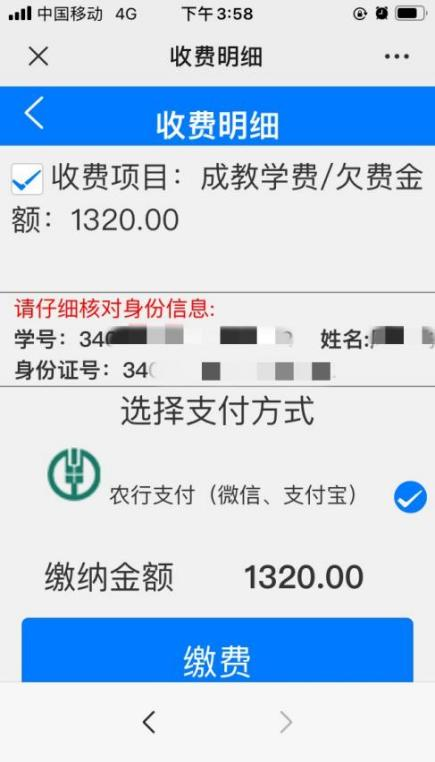 中国移动 4G 下午3:58
收费明细
收费明细
收费项目：成教学费/欠费金
额：1320.00
请仔细核对身份信息:
学号：340 姓名:
身份证号：340
选择支付方式
农行支付（微信、支付宝）
缴纳金额 1320.00
缴费